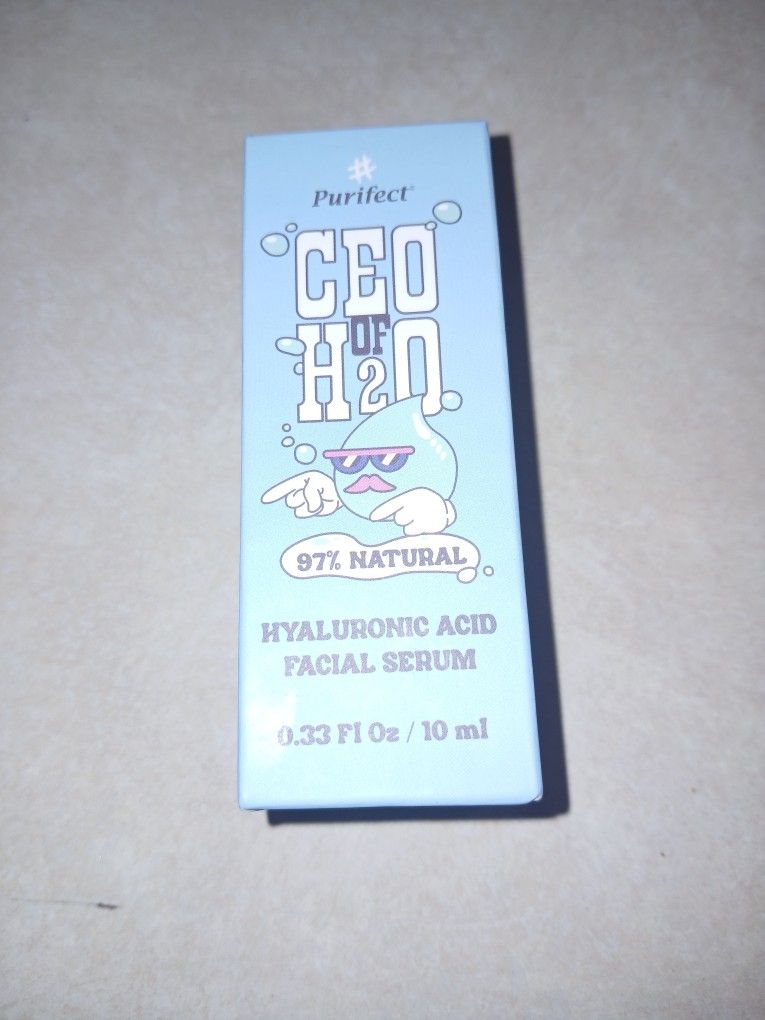 #
Purifect®
CEO
OF
H2O
97% NATURAL
HYALURONIC ACID
FACIAL SERUM
0.33 Fl Oz / 10 ml